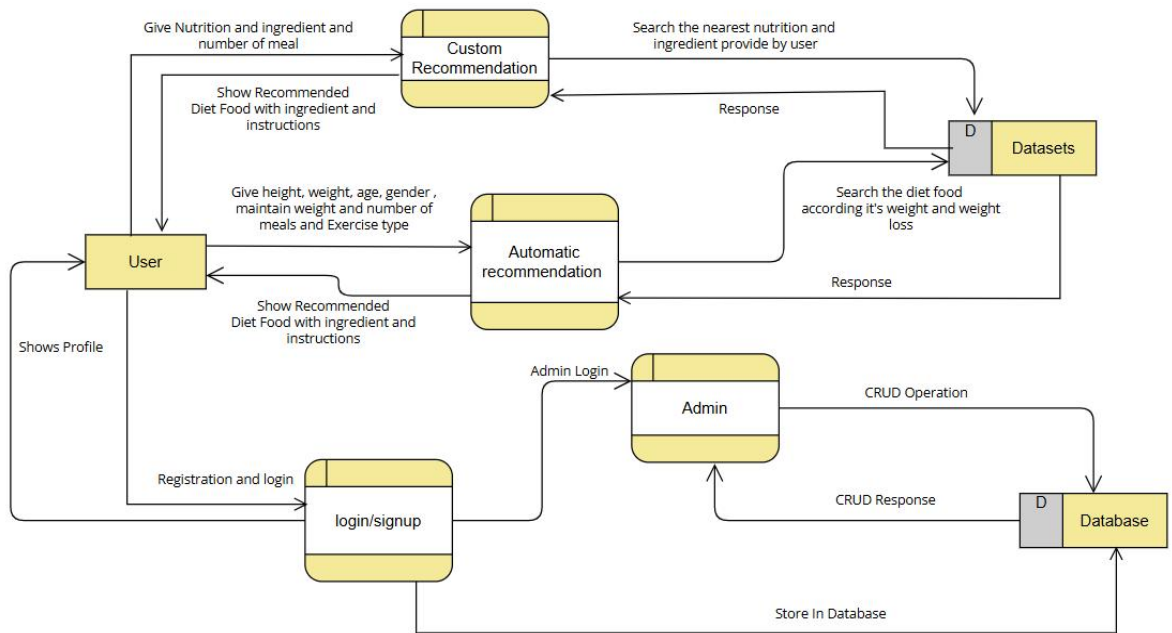 Give Nutrition and ingredient and
number of meal
Custom
Recommendation
Search the nearest nutrition and
ingredient provide by user
Show Recommended
Diet Food with ingredient and
instructions
Response
D
Datasets
Give height, weight, age, gender ,
maintain weight and number of
meals and Exercise type
Search the diet food
according it's weight and weight
loss
User
Automatic
recommendation
Response
Show Recommended
Diet Food with ingredient and
instructions
Shows Profile
Admin Login
Admin
CRUD Operation
Registration and login
CRUD Response
D
Database
login/signup
Store In Database